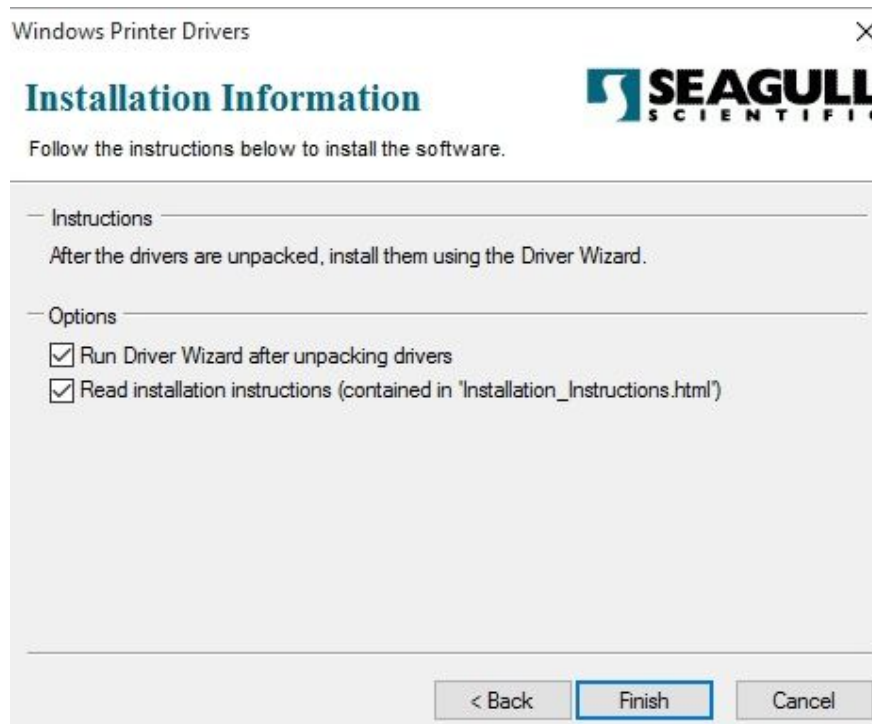 Windows Printer Drivers
Installation Information
SEAGULL
SCIENTIFIC
Follow the instructions below to install the software.
Instructions
After the drivers are unpacked, install them using the Driver Wizard.
Options
Run Driver Wizard after unpacking drivers
Read installation instructions (contained in 'Installation_Instructions.html')
< Back Finish Cancel